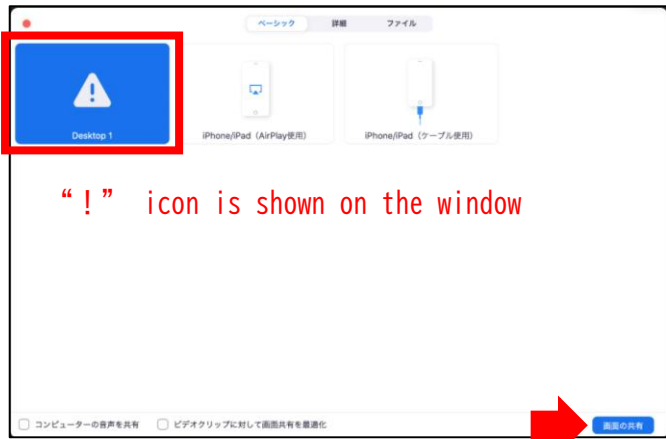 ベーシック 詳細 ファイル
Desktop 1 iPhone/iPad（AirPlay使用） iPhone/iPad（ケーブル使用）
“！” icon is shown on the window
コンピューターの音声を共有 ビデオクリップに対して画面共有を最適化 画面の共有